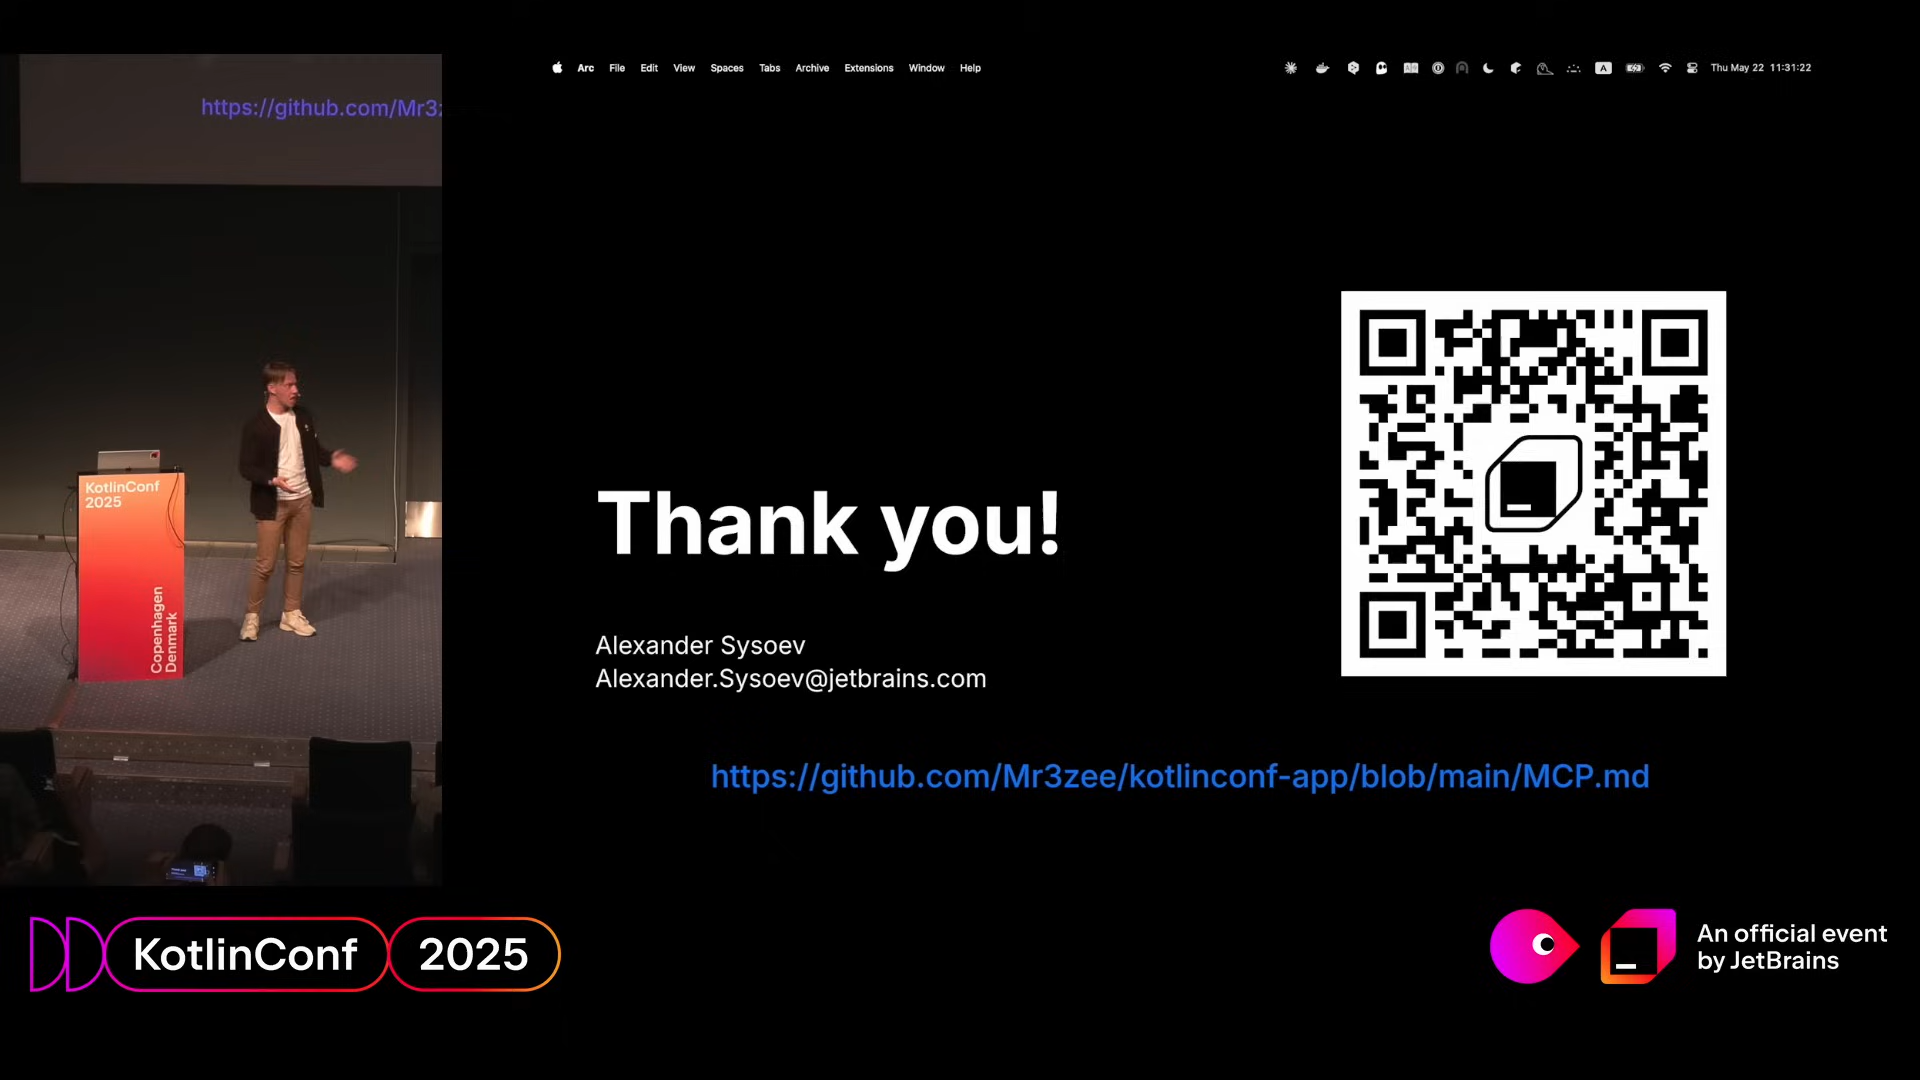 https://github.com/Mr3z
Arc File Edit View Spaces Tabs Archive Extensions Window Help
A
Thu May 22 11:31:22
KotlinConf
2025
Copenhagen
Denmark
Thank you!
Alexander Sysoev
Alexander.Sysoev@jetbrains.com
https://github.com/Mr3zee/kotlinconf-app/blob/main/MCP.md
KotlinConf 2025
An official event
by JetBrains